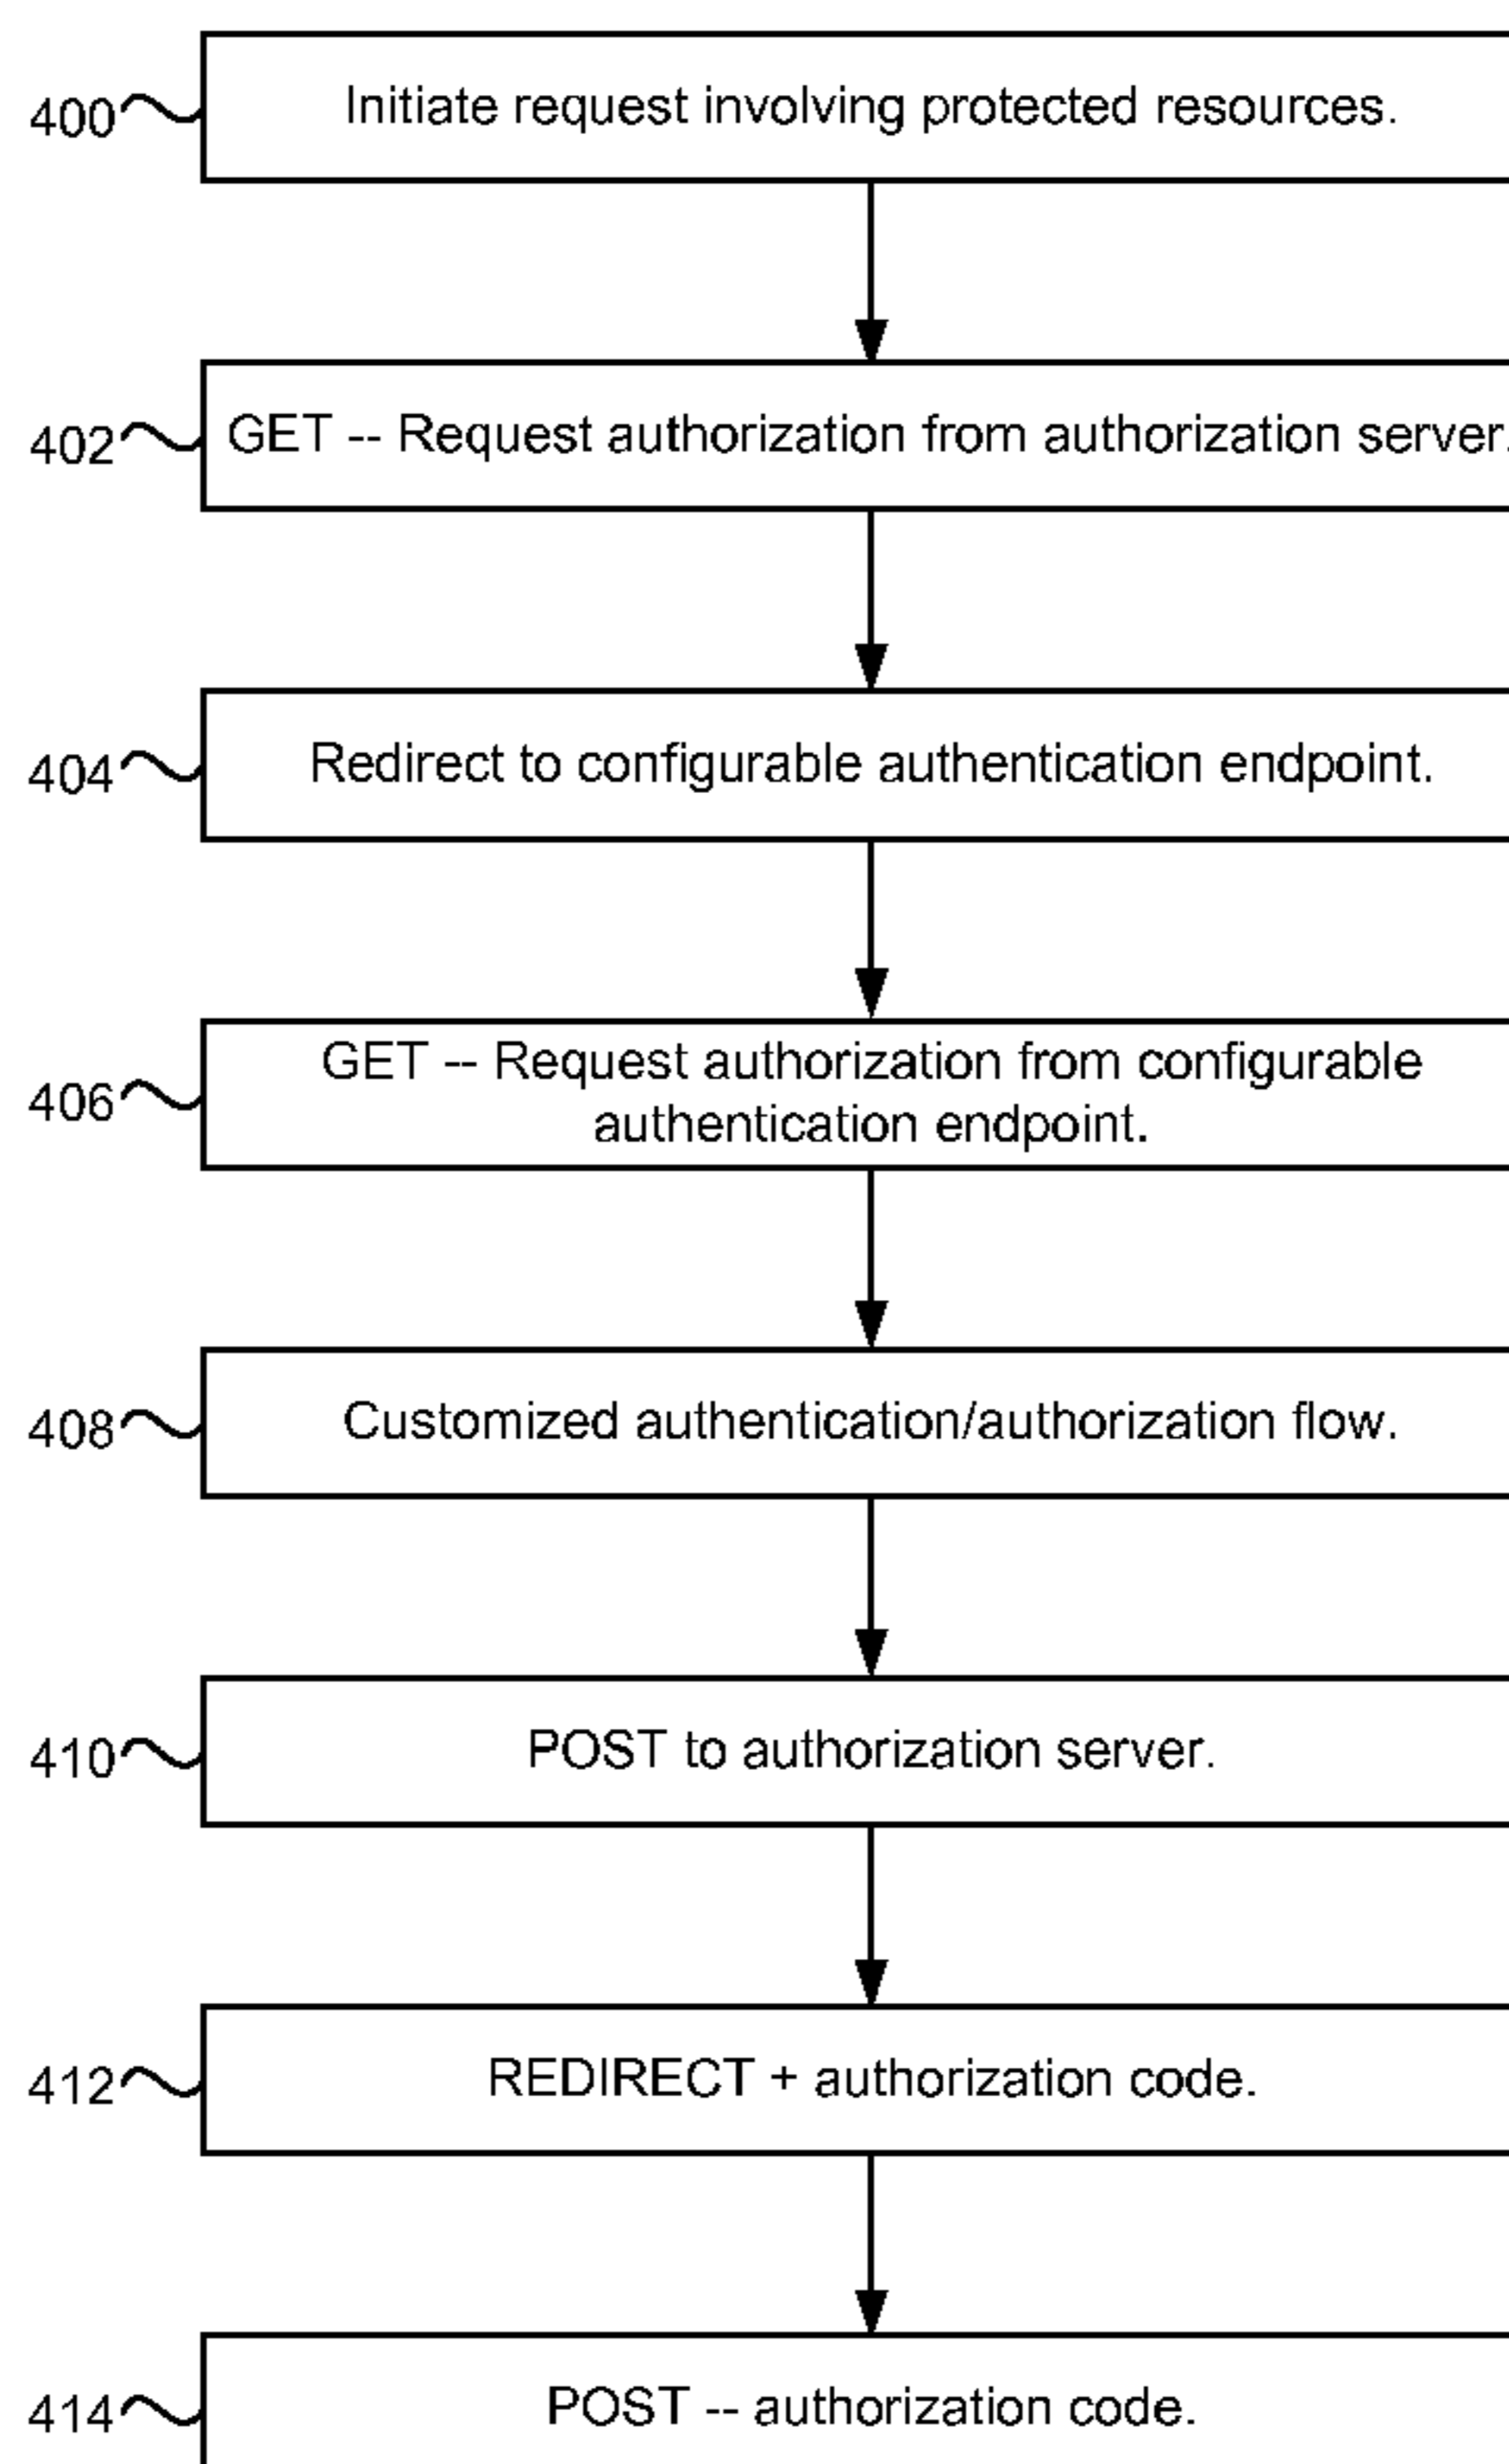 400 Initiate request involving protected resources.
402 GET -- Request authorization from authorization server.
404 Redirect to configurable authentication endpoint.
406 GET -- Request authorization from configurable
authentication endpoint.
408 Customized authentication/authorization flow.
410 POST to authorization server.
412 REDIRECT + authorization code.
414 POST -- authorization code.